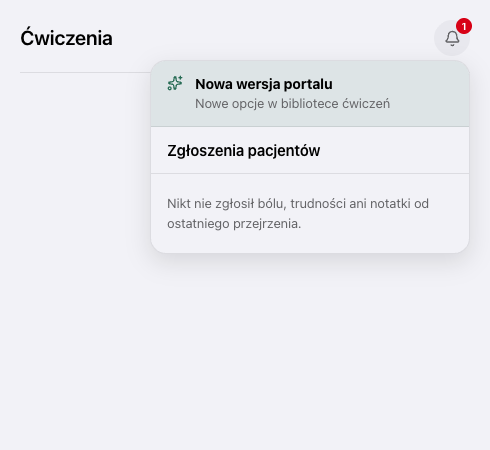 Ćwiczenia
1
Nowa wersja portalu
Nowe opcje w bibliotece ćwiczeń
Zgłoszenia pacjentów
Nikt nie zgłosił bólu, trudności ani notatki od
ostatniego przejrzenia.